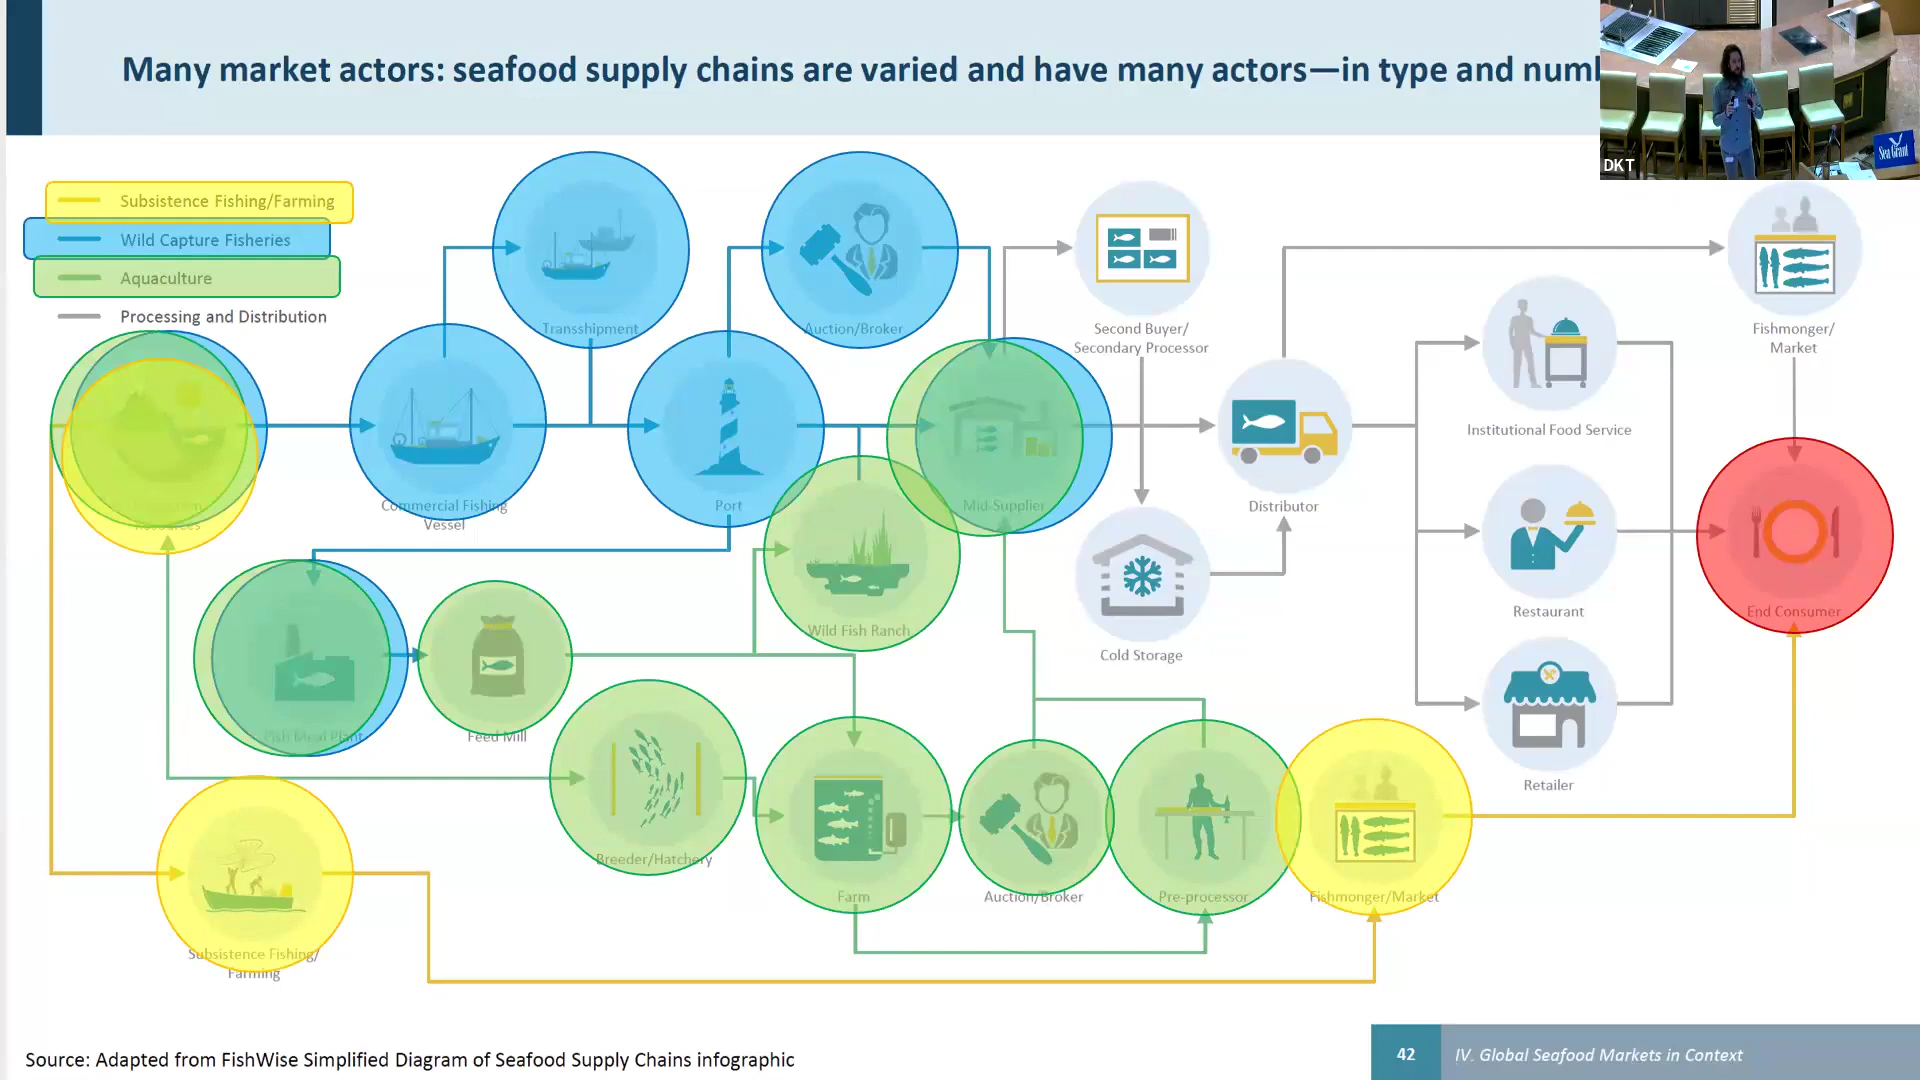 Many market actors: seafood supply chains are varied and have many actors—in type and num
DKT
Sea Grant
Subsistence Fishing/Farming
Wild Capture Fisheries
Aquaculture
Processing and Distribution
Transshipment
Auction/Broker
Second Buyer/
Secondary Processor
Fishmonger/
Market
Institutional Food Service
Commercial Fishing
Vessel
Port
Mid-Supplier
Distributor
Restaurant
End Consumer
Wild Fish Ranch
Cold Storage
Fish Meal Plant
Feed Mill
Retailer
Breeder/Hatchery
Farm
Auction/Broker
Pre-processor
Fishmonger/Market
Subsistence Fishing/
Farming
Source: Adapted from FishWise Simplified Diagram of Seafood Supply Chains infographic
42
IV. Global Seafood Markets in Context